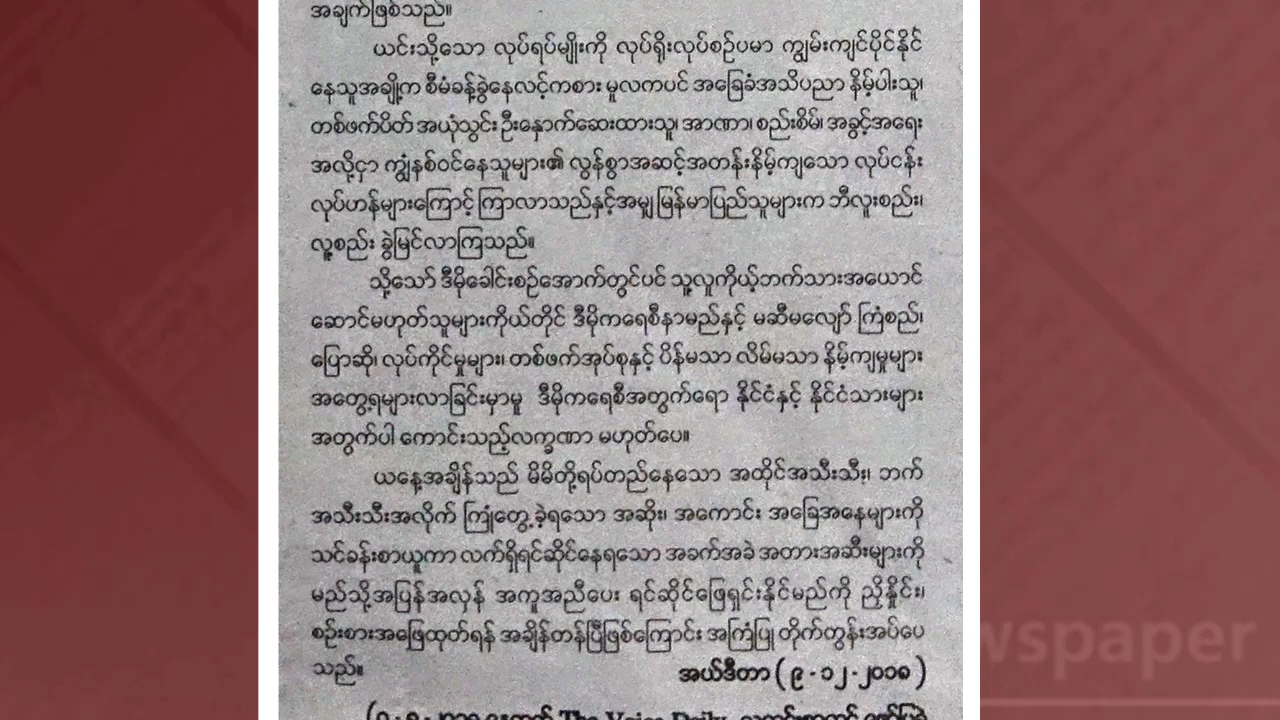 အချက်ဖြစ်သည်။
ယင်းသို့သော လုပ်ရပ်မျိုးကို လုပ်ရိုးလုပ်စဉ်ပမာ ကျွမ်းကျင်ပိုင်နိုင်
နေသူအချို့က စီမံခန့်ခွဲနေလင့်ကစား မူလကပင် အခြေခံအသိပညာ နိမ့်ပါးသူ၊
တစ်ဖက်ပိတ် အယုံသွင်း ဦးနှောက်ဆေးထားသူ၊ အာဏာ၊ စည်းစိမ်၊ အခွင့်အရေး
အလို့ငှာ ကျွံနစ်ဝင်နေသူများ၏ လွန်စွာအဆင့်အတန်းနိမ့်ကျသော လုပ်ငန်း
လုပ်ဟန်များကြောင့် ကြာလာသည်နှင့်အမျှ မြန်မာပြည်သူများက ဘီလူးစည်း၊
လူ့စည်း ခွဲမြင်လာကြသည်။
သို့သော် ဒီမိုခေါင်းစဉ်အောက်တွင်ပင် သူ့လူကိုယ့်ဘက်သားအယောင်
ဆောင်မဟုတ်သူများကိုယ်တိုင် ဒီမိုကရေစီနာမည်နှင့် မဆီမလျော် ကြံစည်၊
ပြောဆို၊ လုပ်ကိုင်မှုများ၊ တစ်ဖက်အုပ်စုနှင့် ပိန်မသာ လိမ်မသာ နိမ့်ကျမှုများ
အတွေ့ရများလာခြင်းမှာမူ ဒီမိုကရေစီအတွက်ရော နိုင်ငံနှင့် နိုင်ငံသားများ
အတွက်ပါ ကောင်းသည့်လက္ခဏာ မဟုတ်ပေ။
ယနေ့အချိန်သည် မိမိတို့ရပ်တည်နေသော အထိုင်အသီးသီး၊ ဘက်
အသီးသီးအလိုက် ကြုံတွေ့ခဲ့ရသော အဆိုး၊ အကောင်း အခြေအနေများကို
သင်ခန်းစာယူကာ လက်ရှိရင်ဆိုင်နေရသော အခက်အခဲ အတားအဆီးများကို
မည်သို့အပြန်အလှန် အကူအညီပေး ရင်ဆိုင်ဖြေရှင်းနိုင်မည်ကို ညှိနှိုင်း၊
စဉ်းစားအဖြေထုတ်ရန် အချိန်တန်ပြီဖြစ်ကြောင်း အကြံပြု တိုက်တွန်းအပ်ပေ
သည်။ အယ်ဒီတာ ( ၉ - ၁၂ - ၂၀၁၈ )
The Voice Daily
wspaper